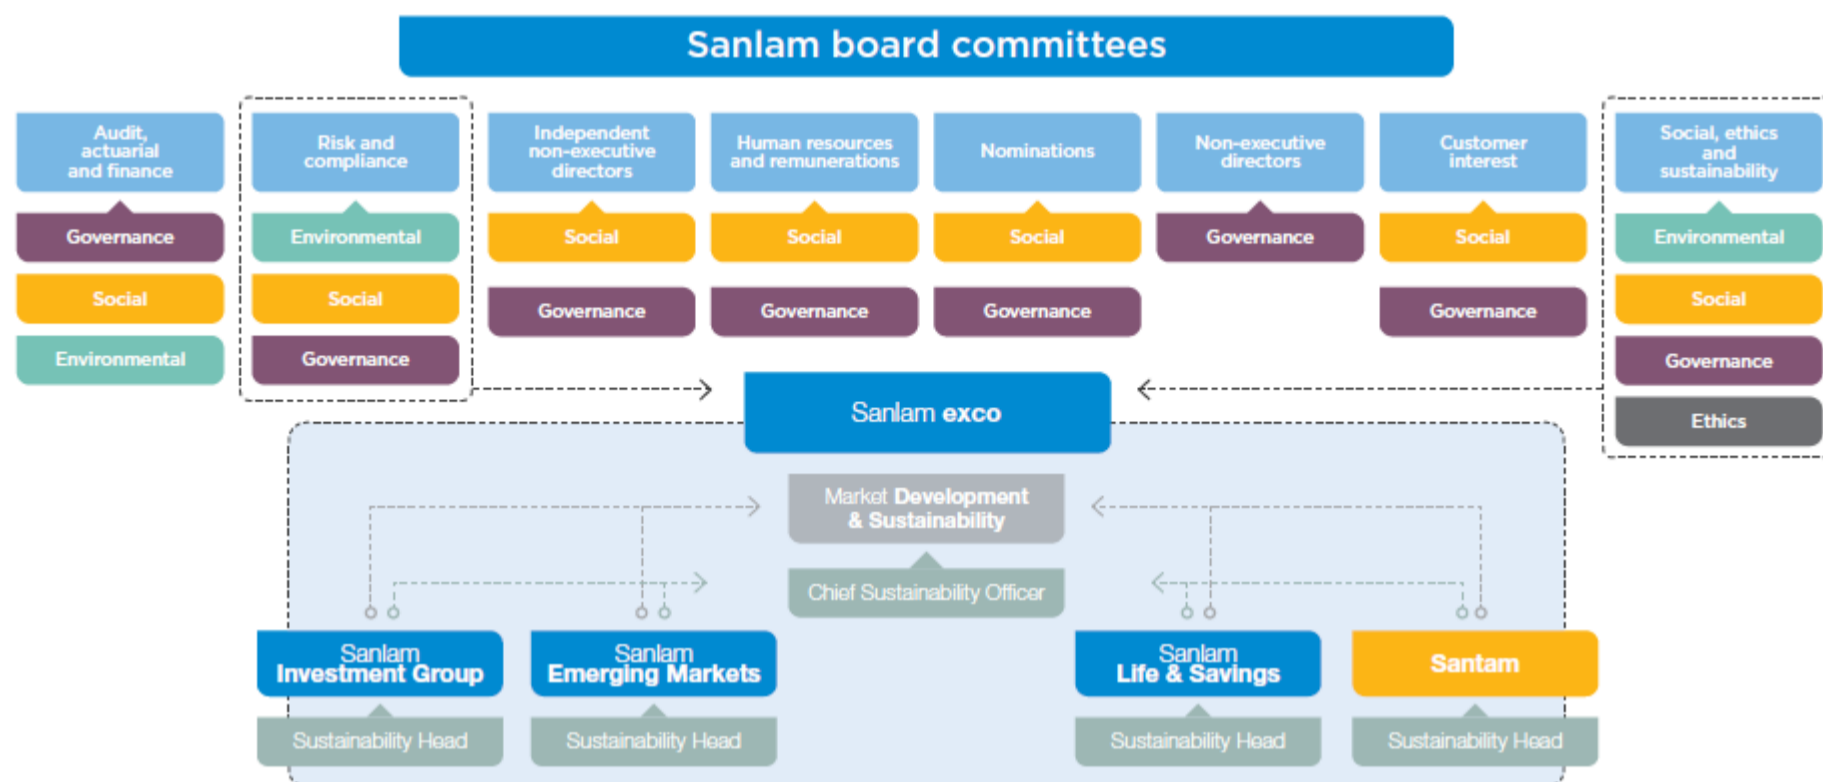 Sanlam board committees
Audit,
actuarial
and finance
Governance
Social
Environmental
Risk and
compliance
Environmental
Social
Governance
Independent
non-executive
directors
Social
Governance
Human resources
and remunerations
Social
Governance
Nominations
Social
Governance
Non-executive
directors
Governance
Customer
interest
Social
Governance
Social, ethics
and
sustainability
Environmental
Social
Governance
Ethics
Sanlam exco
Market Development
& Sustainability
Chief Sustainability Officer
Sanlam
Investment Group
Sustainability Head
Sanlam
Emerging Markets
Sustainability Head
Sanlam
Life & Savings
Sustainability Head
Santam
Sustainability Head